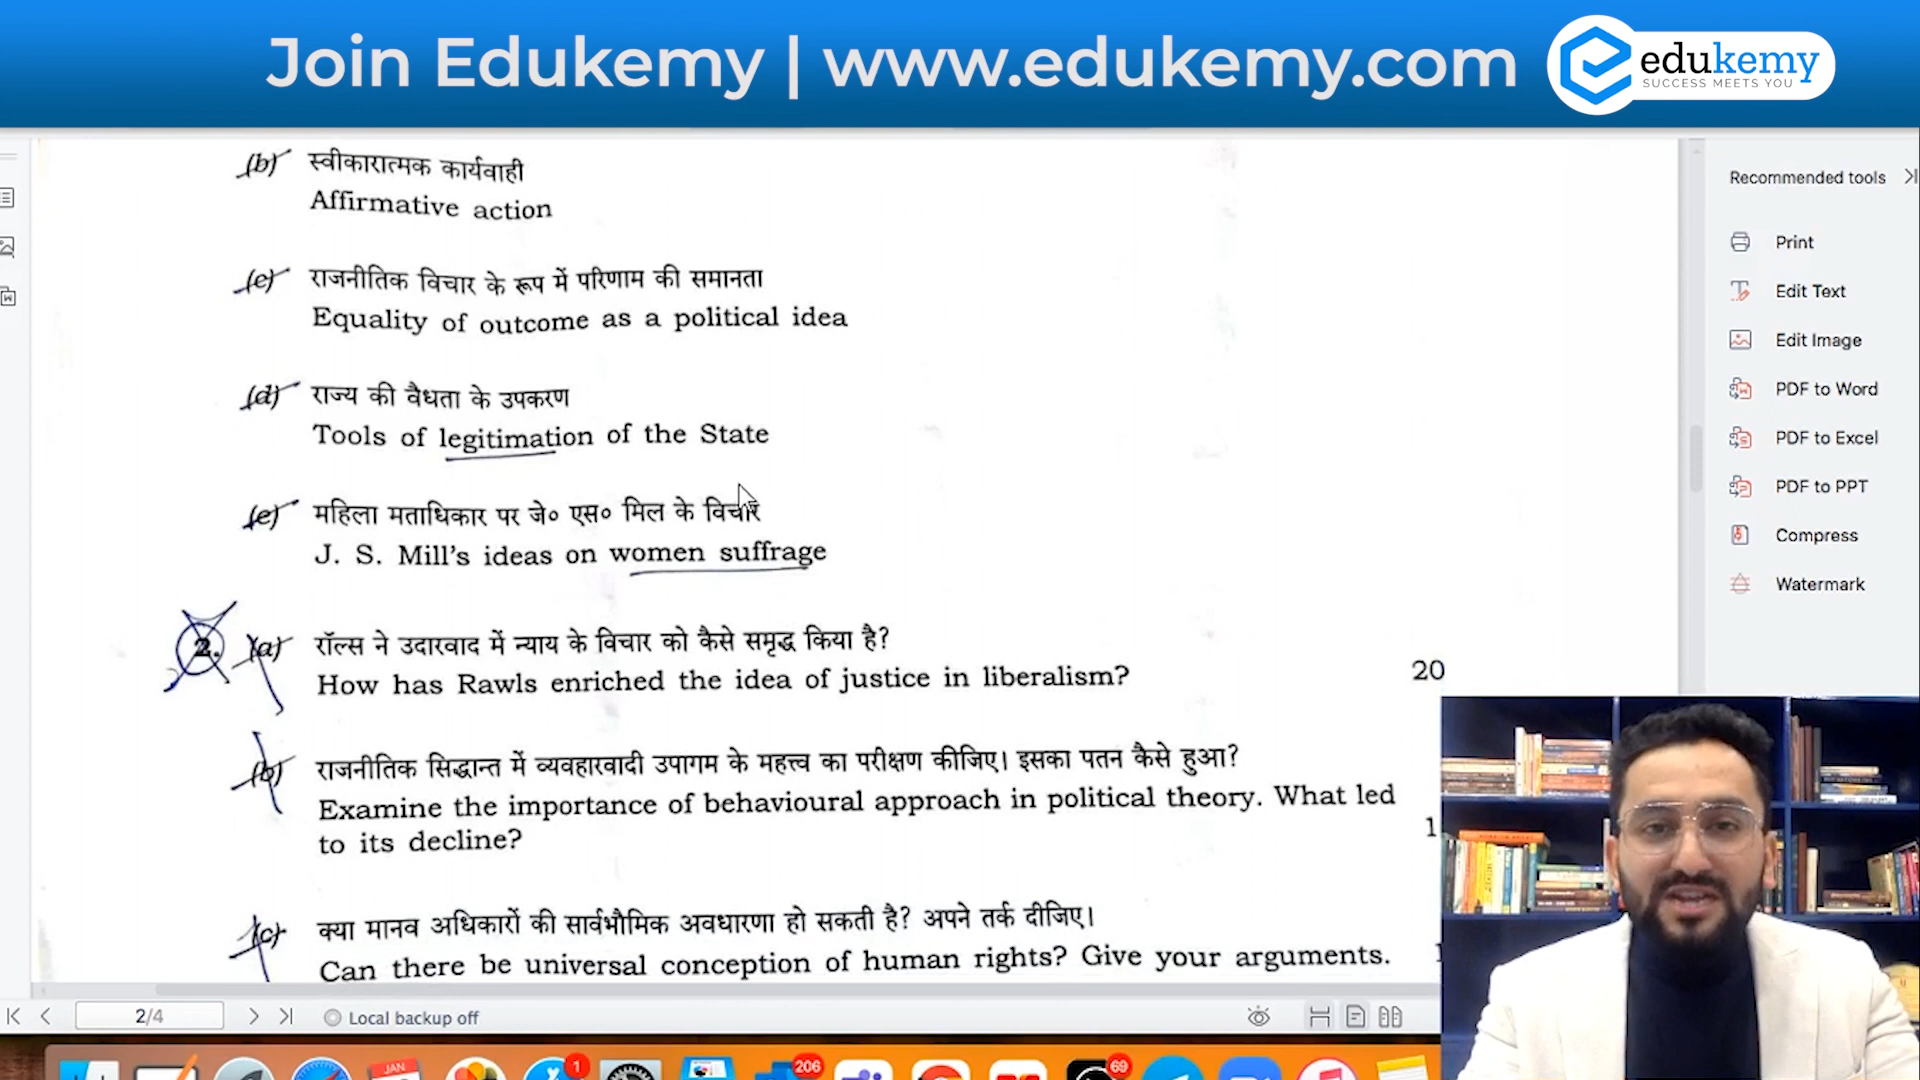 Join Edukemy | www.edukemy.com
edukemy
SUCCESS MEETS YOU
(b) स्वीकारात्मक कार्यवाही
Affirmative action
(c) राजनीतिक विचार के रूप में परिणाम की समानता
Equality of outcome as a political idea
(d) राज्य की वैधता के उपकरण
Tools of legitimation of the State
(e) महिला मताधिकार पर जे० एस० मिल के विचार
J. S. Mill's ideas on women suffrage
2. (a) रॉल्स ने उदारवाद में न्याय के विचार को कैसे समृद्ध किया है?
How has Rawls enriched the idea of justice in liberalism? 20
(b) राजनीतिक सिद्धान्त में व्यवहारवादी उपागम के महत्त्व का परीक्षण कीजिए। इसका पतन कैसे हुआ?
Examine the importance of behavioural approach in political theory. What led
to its decline? 1
(c) क्या मानव अधिकारों की सार्वभौमिक अवधारणा हो सकती है? अपने तर्क दीजिए।
Can there be universal conception of human rights? Give your arguments. 1
Recommended tools
Print
Edit Text
Edit Image
PDF to Word
PDF to Excel
PDF to PPT
Compress
Watermark
2/4
Local backup off
JAN
1
206
69